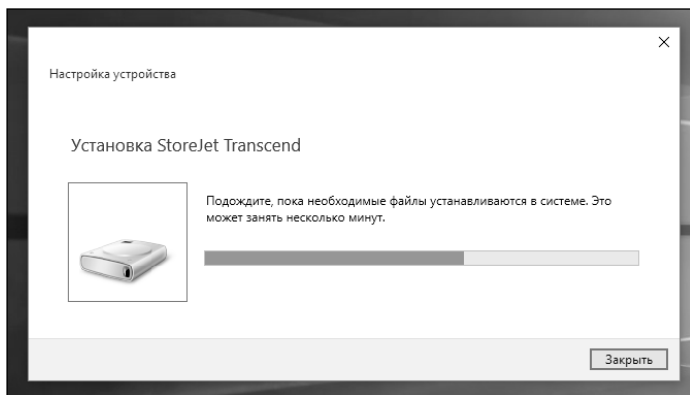 Настройка устройства
Установка StoreJet Transcend
Подождите, пока необходимые файлы устанавливаются в системе. Это
может занять несколько минут.
Закрыть